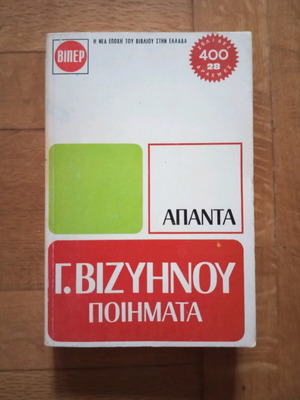 ΒΙΠΕΡ
Η ΝΕΑ ΕΠΟΧΗ ΤΟΥ ΒΙΒΛΙΟΥ ΣΤΗΝ ΕΛΛΑΔΑ
400
28
ΑΠΑΝΤΑ
Γ. ΒΙΖΥΗΝΟΥ
ΠΟΙΗΜΑΤΑ